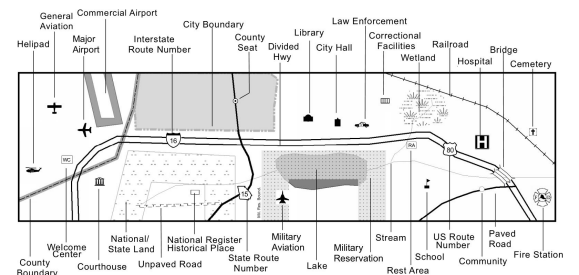 General
Aviation
Commercial Airport
Helipad
Major
Airport
Interstate
Route Number
City Boundary
County
Seat
Divided
Hwy
Library
City Hall
Law Enforcement
Correctional
Facilities
Wetland
Railroad
Hospital
Bridge
Cemetery
16
WC
15
RA
80
H
County
Boundary
Welcome
Center
Courthouse
National/
State Land
Unpaved Road
National Register
Historical Place
State Route
Number
Military
Aviation
Lake
Military
Reservation
Stream
Rest Area
School
US Route
Number
Community
Paved
Road
Fire Station